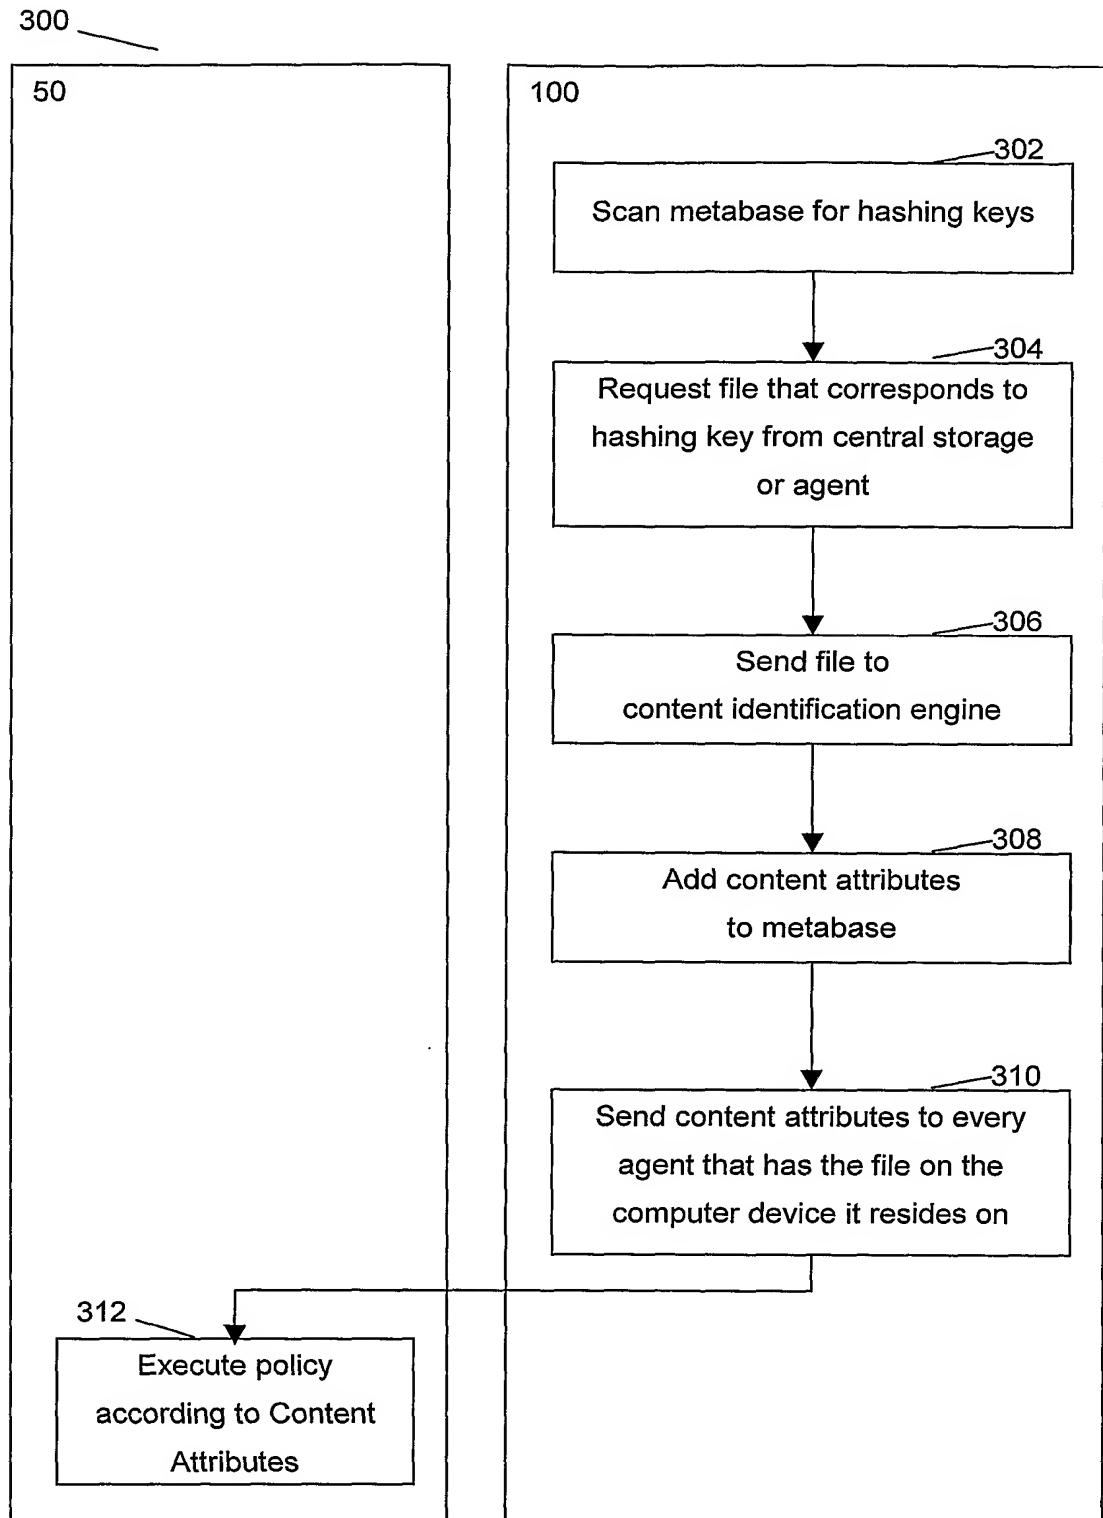 300
50
100
302
Scan metabase for hashing keys
304
Request file that corresponds to
hashing key from central storage
or agent
306
Send file to
content identification engine
308
Add content attributes
to metabase
310
Send content attributes to every
agent that has the file on the
computer device it resides on
312
Execute policy
according to Content
Attributes